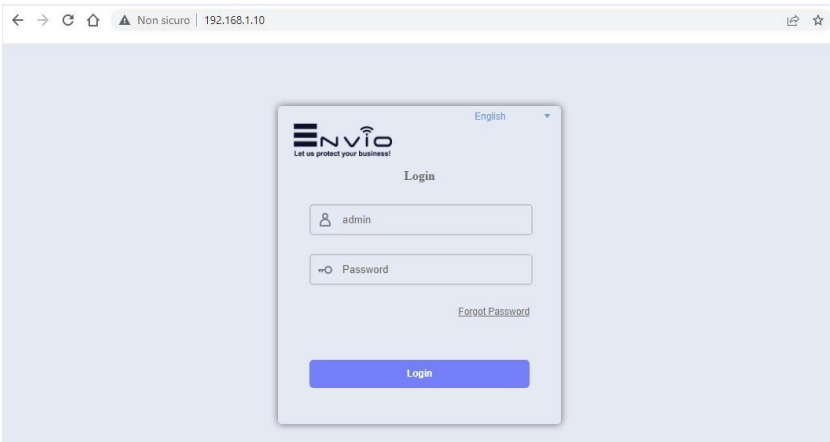 Non sicuro | 192.168.1.10
English
ENVIO
Let us protect your business!
Login
admin
Password
Forgot Password
Login